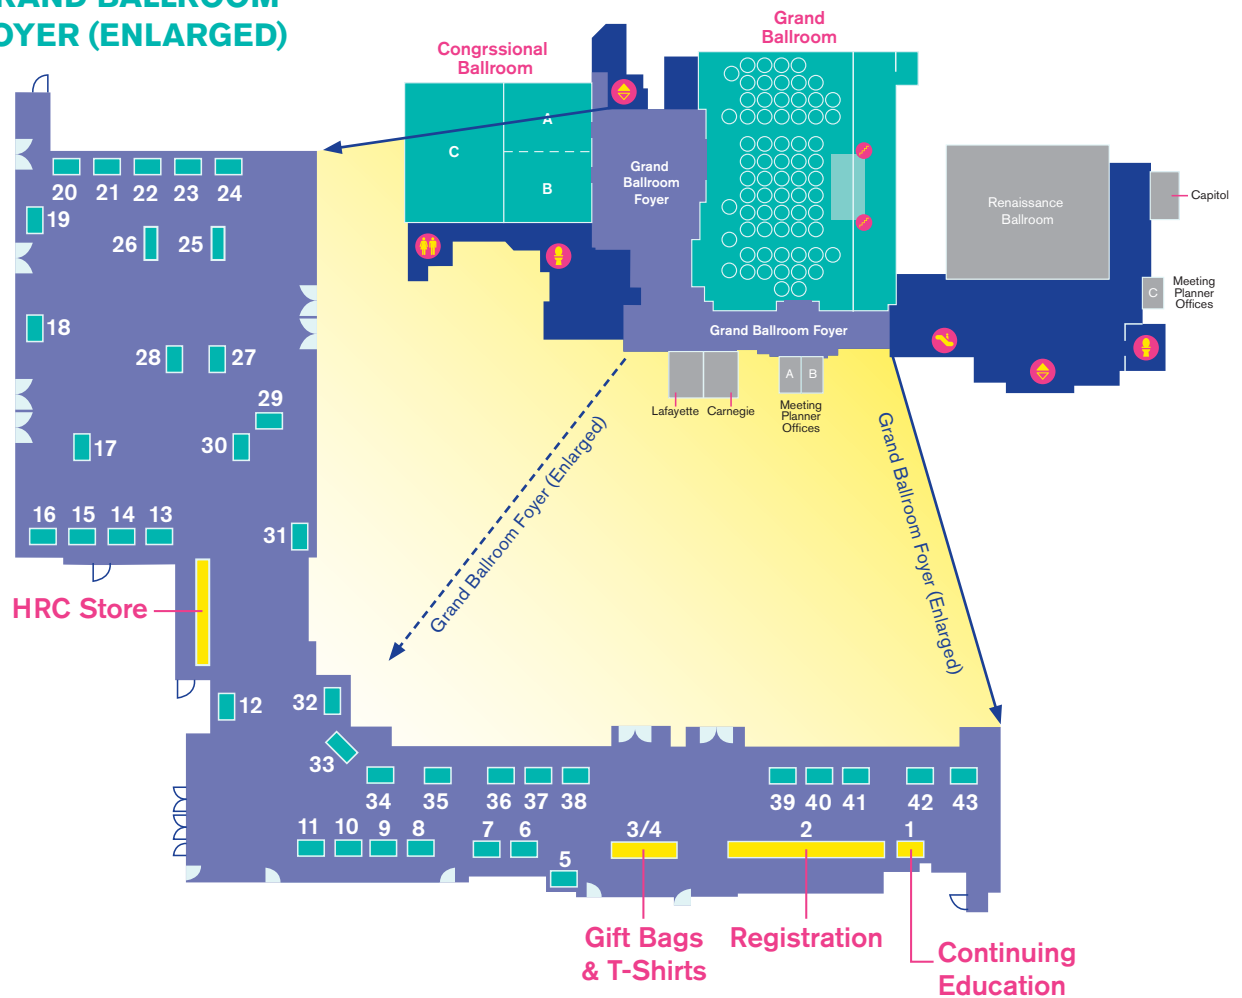 GRAND BALLROOM
FOYER (ENLARGED)
Congrssional
Ballroom
Grand
Ballroom
A
C
B
Grand
Ballroom
Foyer
Renaissance
Ballroom
Capitol
Meeting
Planner
Offices
C
Grand Ballroom Foyer
A B
Lafayette Carnegie
Meeting
Planner
Offices
Grand Ballroom Foyer (Enlarged)
Grand Ballroom Foyer (Enlarged)
20 21 22 23 24
19
26 25
18
28 27
29
17 30
16 15 14 13
31
HRC Store
12 32
33
34 35 36 37 38 39 40 41 42 43
11 10 9 8 7 6 3/4 2 1
5
Gift Bags
& T-Shirts
Registration
Continuing
Education